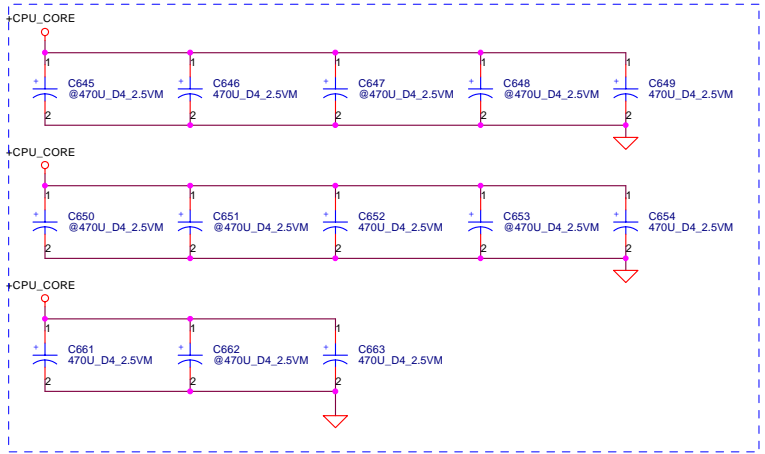 +CPU_CORE
1 1 1 1 1
C645 C646 C647 C648 C649
@470U_D4_2.5VM 470U_D4_2.5VM @470U_D4_2.5VM @470U_D4_2.5VM 470U_D4_2.5VM
2 2 2 2 2
+CPU_CORE
1 1 1 1 1
C650 C651 C652 C653 C654
@470U_D4_2.5VM @470U_D4_2.5VM 470U_D4_2.5VM @470U_D4_2.5VM 470U_D4_2.5VM
2 2 2 2 2
+CPU_CORE
1 1 1
C661 C662 C663
470U_D4_2.5VM @470U_D4_2.5VM 470U_D4_2.5VM
2 2 2